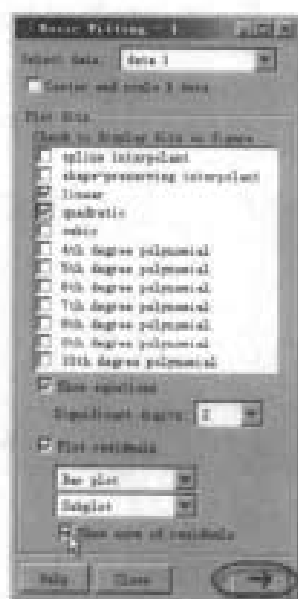 Basic Fitting - 1
Select data: data 1
Center and scale X data
Plot fits
Check to display fits on figure
spline interpolant
shape-preserving interpolant
linear
quadratic
cubic
4th degree polynomial
5th degree polynomial
6th degree polynomial
7th degree polynomial
8th degree polynomial
9th degree polynomial
10th degree polynomial
Show equations
Significant digits: 2
Plot residuals
Bar plot
Subplot
Show norm of residuals
Help Close